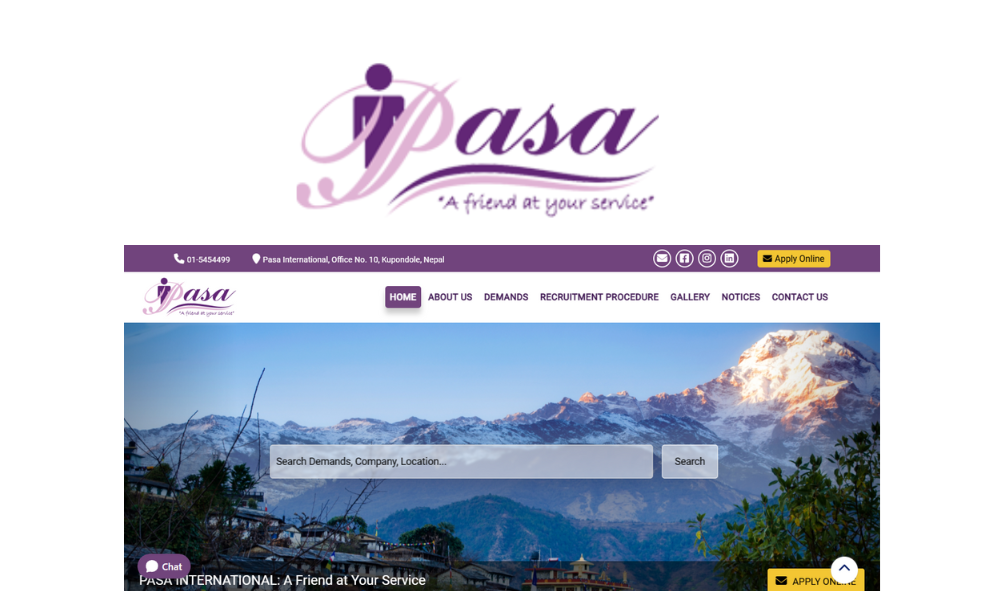 Pasa
"A friend at your service"
01-5454499 Pasa International, Office No. 10, Kupondole, Nepal Apply Online
Pasa
"A friend at your service"
HOME ABOUT US DEMANDS RECRUITMENT PROCEDURE GALLERY NOTICES CONTACT US
Search Demands, Company, Location... Search
Chat
PASA INTERNATIONAL: A Friend at Your Service
APPLY ONLINE